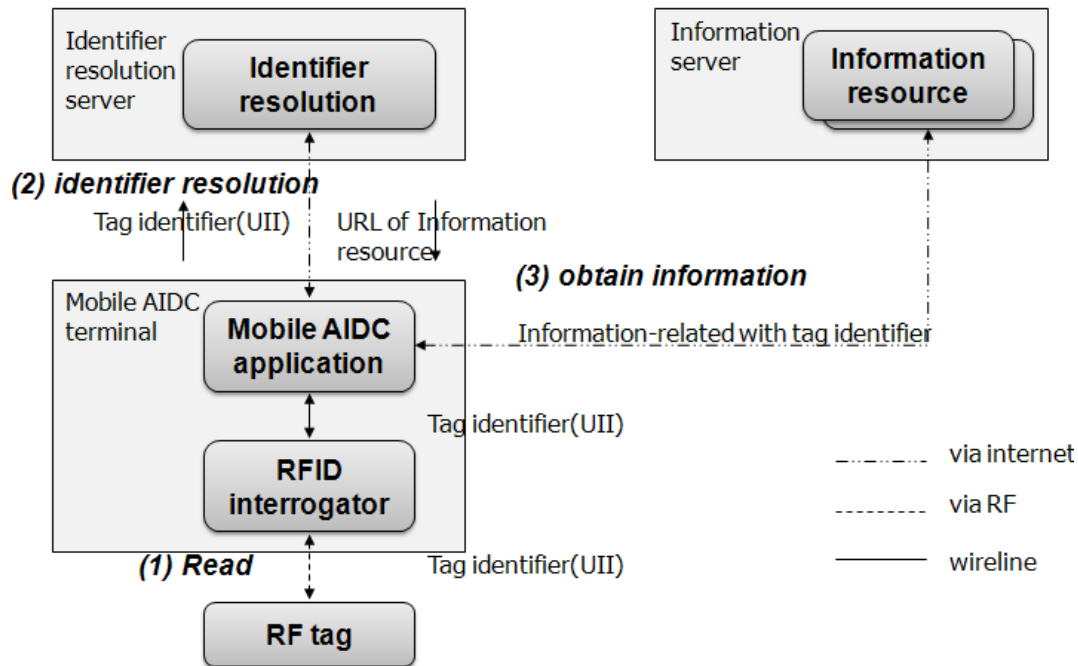 Identifier
resolution
server
Identifier
resolution
Information
server
Information
resource
(2) identifier resolution
Tag identifier(UII)
URL of Information
resource
(3) obtain information
Mobile AIDC
terminal
Mobile AIDC
application
Information-related with tag identifier
Tag identifier(UII)
RFID
interrogator
via internet
via RF
wireline
(1) Read
Tag identifier(UII)
RF tag